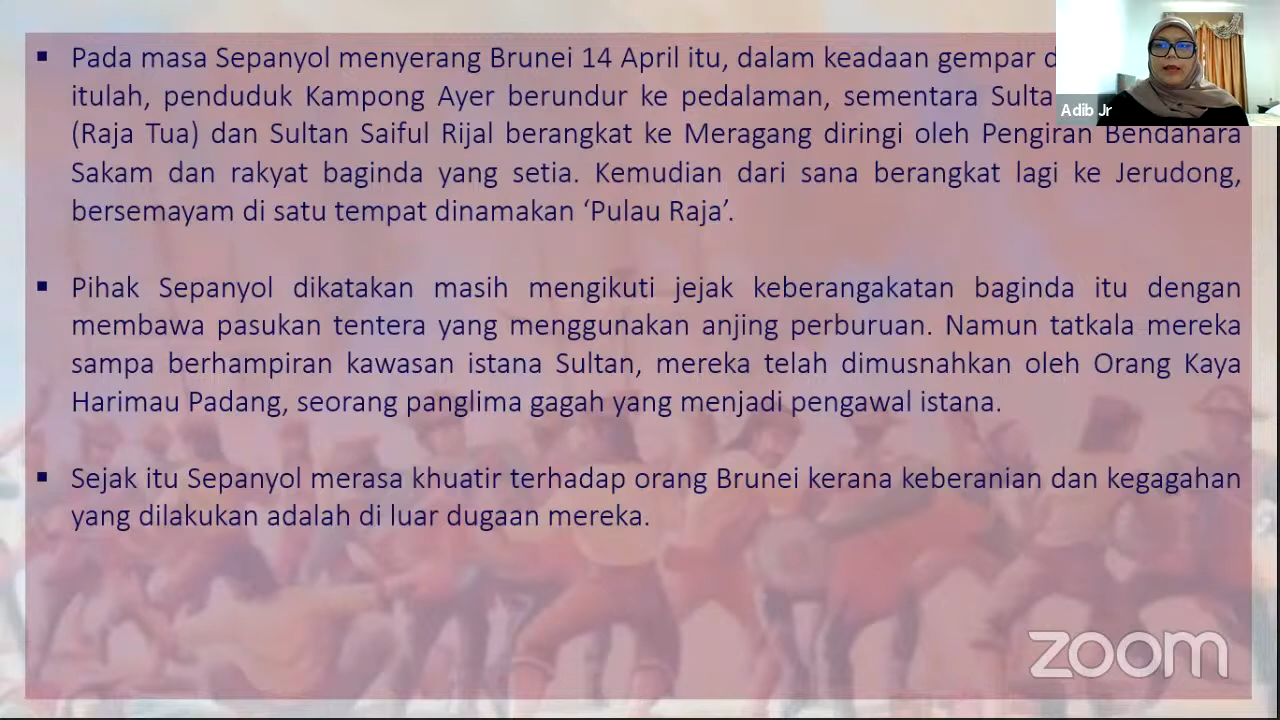 ▪ Pada masa Sepanyol menyerang Brunei 14 April itu, dalam keadaan gempar
itulah, penduduk Kampong Ayer berundur ke pedalaman, sementara
(Raja Tua) dan Sultan Saiful Rijal berangkat ke Meragang diringi oleh Pengiran Bendahara
Sakam dan rakyat baginda yang setia. Kemudian dari sana berangkat lagi ke Jerudong,
bersemayam di satu tempat dinamakan ‘Pulau Raja’.
▪ Pihak Sepanyol dikatakan masih mengikuti jejak keberangakatan baginda itu dengan
membawa pasukan tentera yang menggunakan anjing perburuan. Namun tatkala mereka
sampa berhampiran kawasan istana Sultan, mereka telah dimusnahkan oleh Orang Kaya
Harimau Padang, seorang panglima gagah yang menjadi pengawal istana.
▪ Sejak itu Sepanyol merasa khuatir terhadap orang Brunei kerana keberanian dan kegagahan
yang dilakukan adalah di luar dugaan mereka.
Adib Jr
zoom